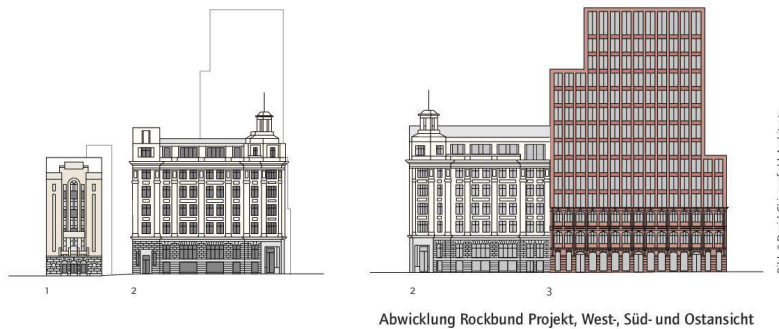 1 2
2 3
Abwicklung Rockbund Projekt, West-, Süd- und Ostansicht